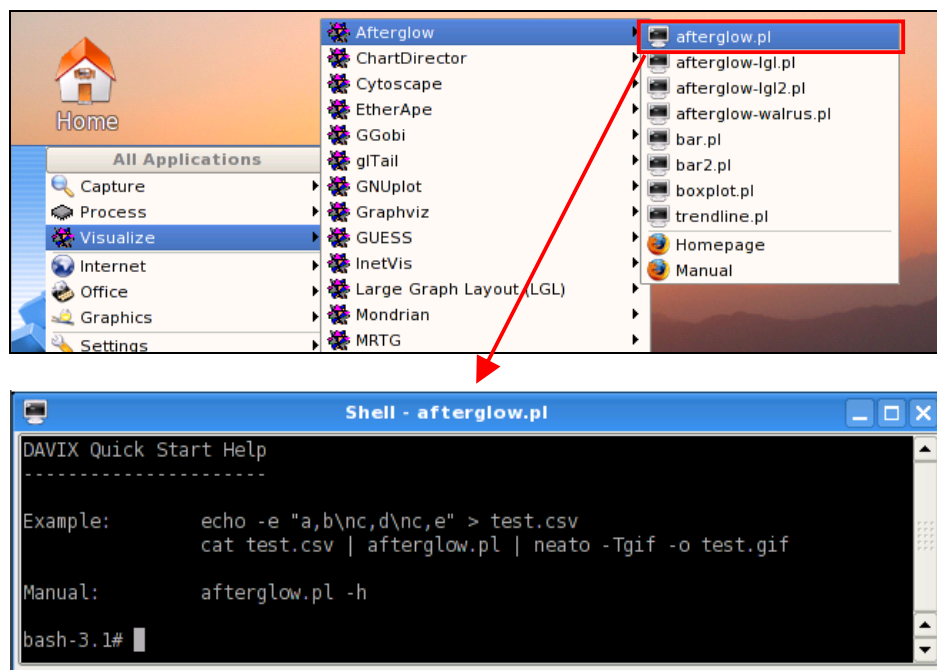 Home
All Applications
Capture
Process
Visualize
Internet
Office
Graphics
Settings
Afterglow
ChartDirector
Cytoscape
EtherApe
GGobi
glTail
GNUplot
Graphviz
GUESS
InetVis
Large Graph Layout (LGL)
Mondrian
MRTG
afterglow.pl
afterglow-lgl.pl
afterglow-lgl2.pl
afterglow-walrus.pl
bar.pl
bar2.pl
boxplot.pl
trendline.pl
Homepage
Manual
Shell - afterglow.pl
DAVIX Quick Start Help
----------------------
Example: echo -e "a,b\nc,d\nc,e" > test.csv
cat test.csv | afterglow.pl | neato -Tgif -o test.gif
Manual: afterglow.pl -h
bash-3.1#